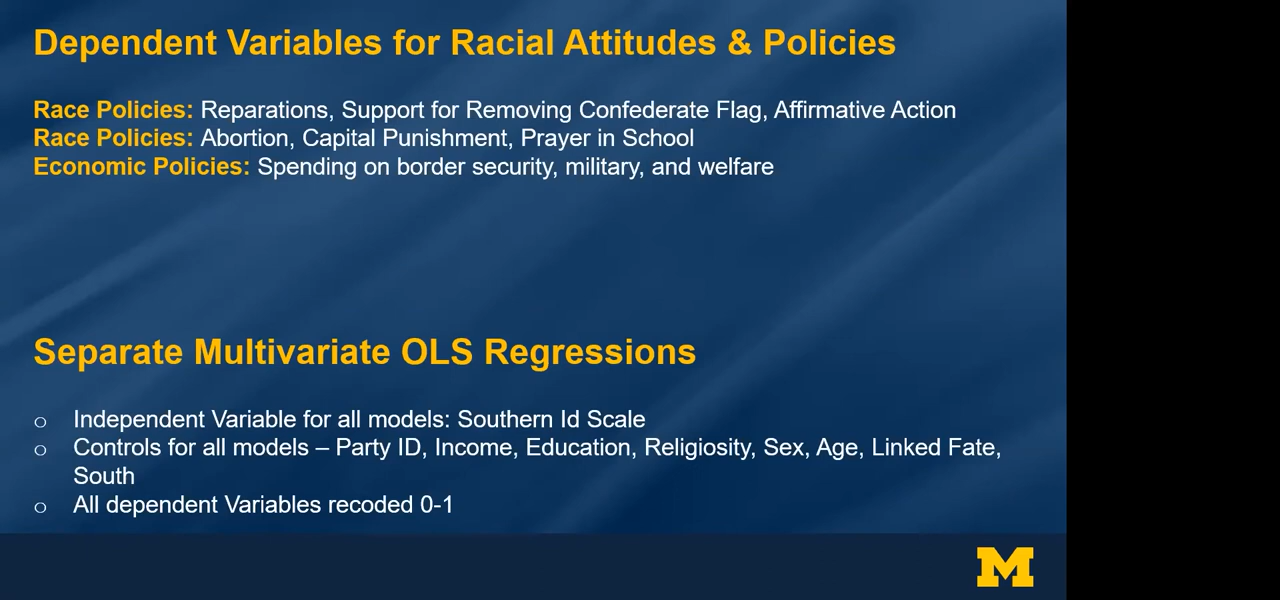 Dependent Variables for Racial Attitudes & Policies
Race Policies: Reparations, Support for Removing Confederate Flag, Affirmative Action
Race Policies: Abortion, Capital Punishment, Prayer in School
Economic Policies: Spending on border security, military, and welfare
Separate Multivariate OLS Regressions
o Independent Variable for all models: Southern Id Scale
o Controls for all models – Party ID, Income, Education, Religiosity, Sex, Age, Linked Fate,
South
o All dependent Variables recoded 0-1
M